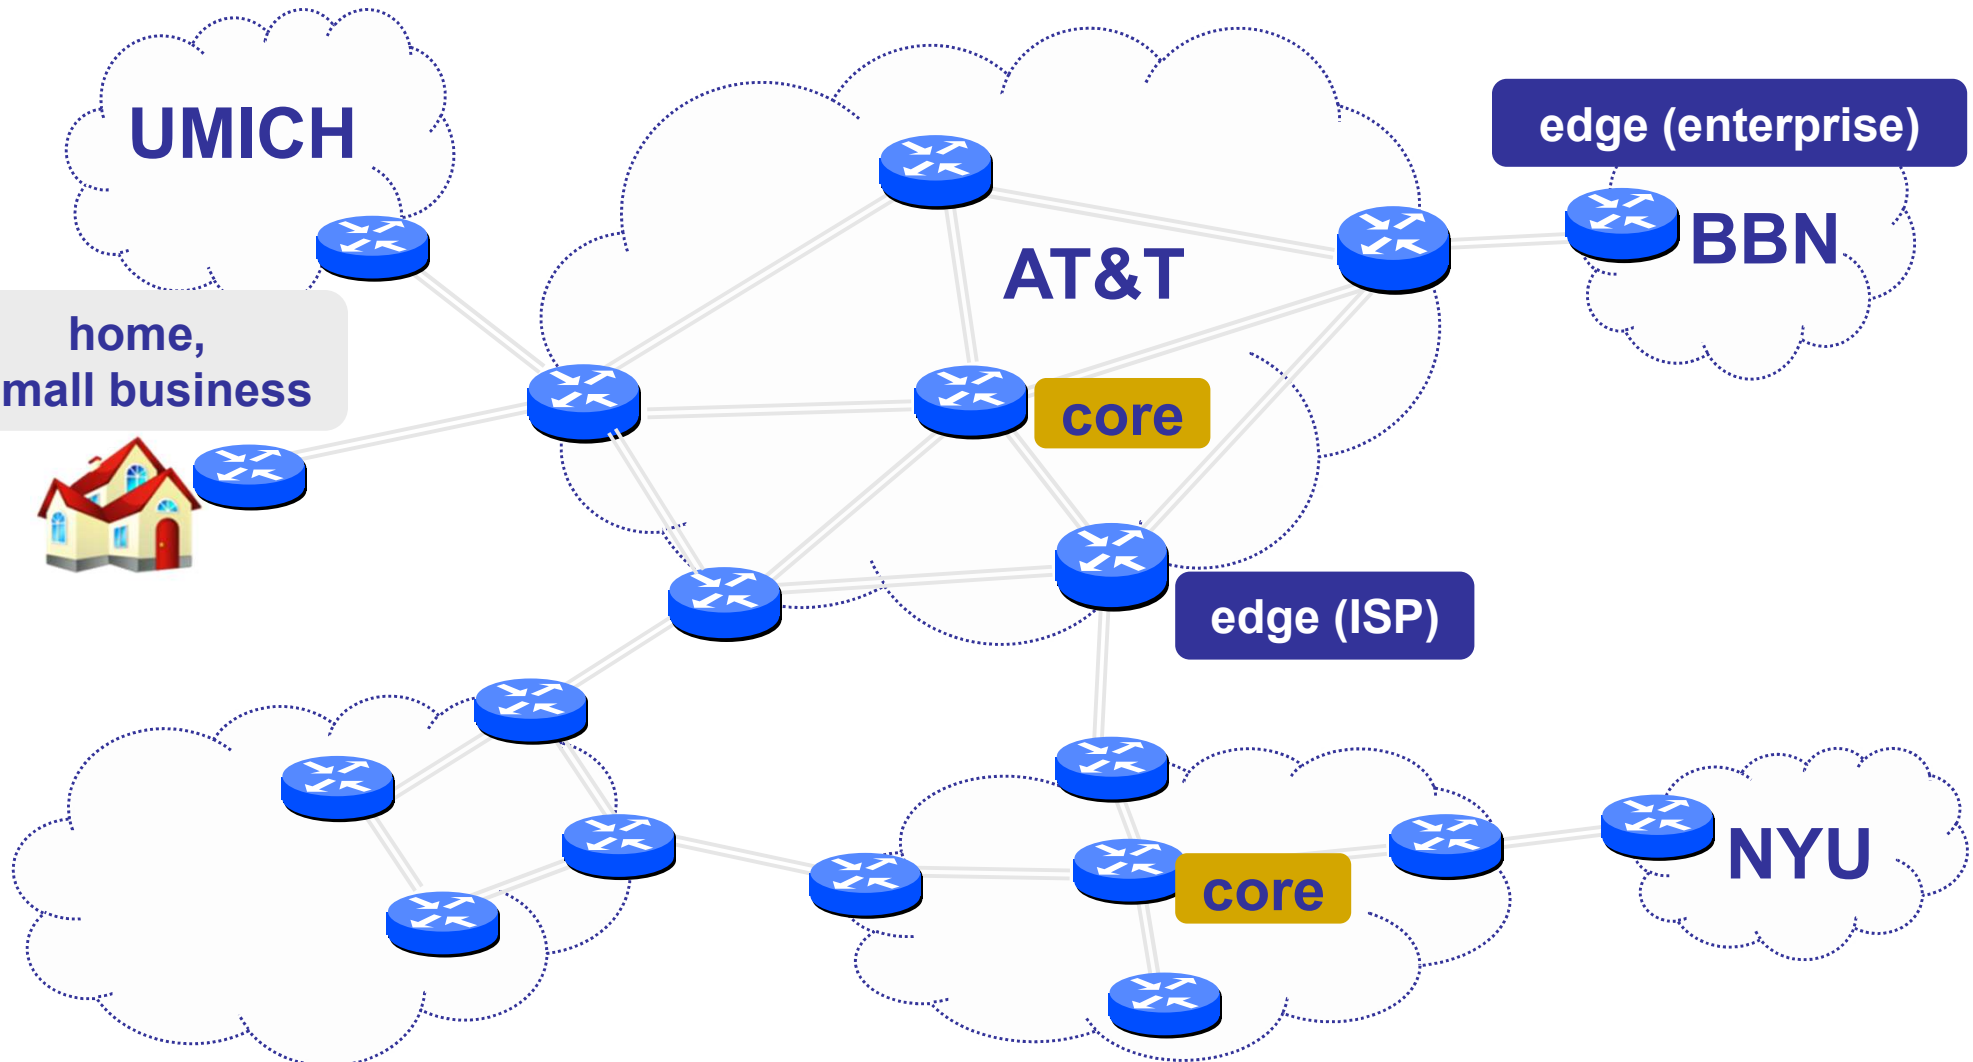 UMICH
edge (enterprise)
BBN
AT&T
home,
mall business
core
edge (ISP)
NYU
core